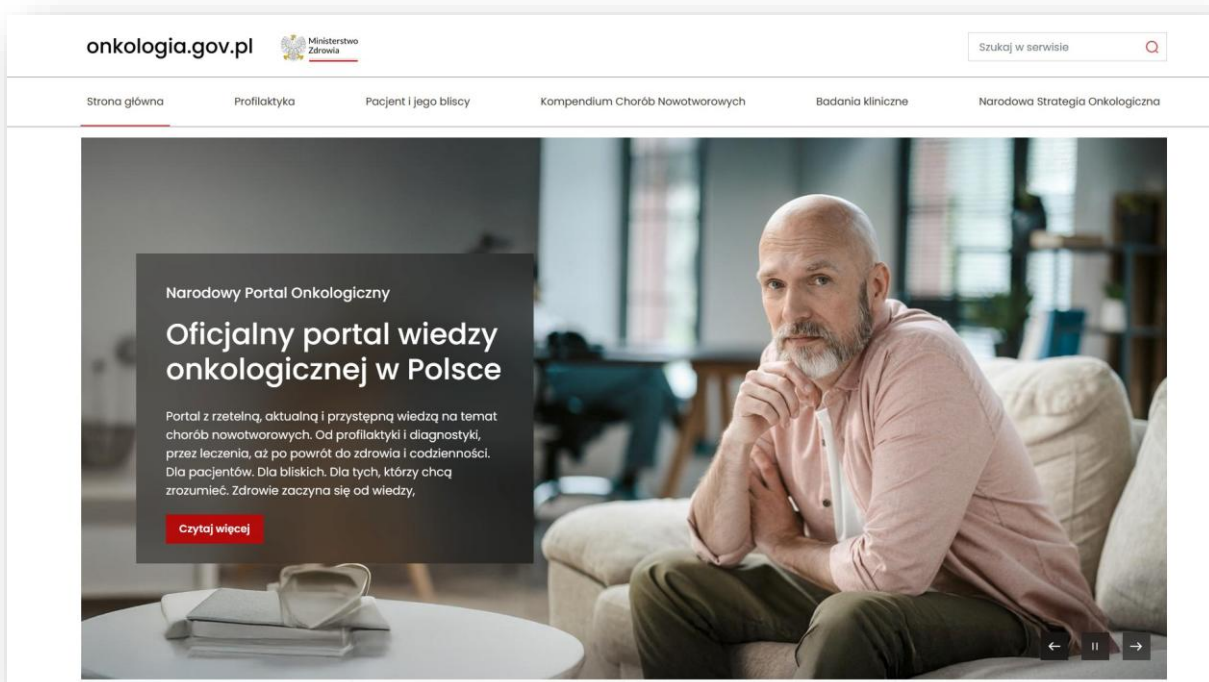 onkologia.gov.pl
Ministerstwo
Zdrowia
Szukaj w serwisie
Strona główna
Profilaktyka
Pacjent i jego bliscy
Kompendium Chorób Nowotworowych
Badania kliniczne
Narodowa Strategia Onkologiczna
Narodowy Portal Onkologiczny
Oficjalny portal wiedzy
onkologicznej w Polsce
Portal z rzetelną, aktualną i przystępną wiedzą na temat
chorób nowotworowych. Od profilaktyki i diagnostyki,
przez leczenia, aż po powrót do zdrowia i codzienności.
Dla pacjentów. Dla bliskich. Dla tych, którzy chcą
zrozumieć. Zdrowie zaczyna się od wiedzy,
Czytaj więcej